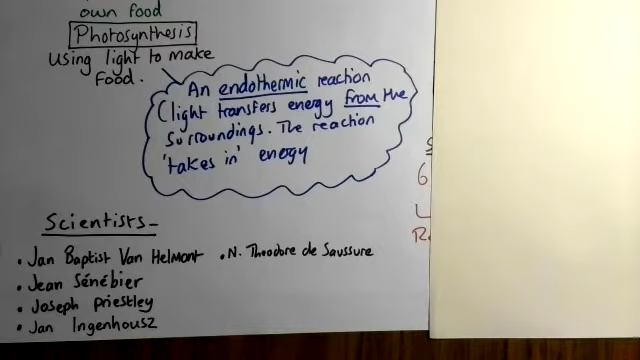 own food
Photosynthesis
Using light to make
food.
An endothermic reaction
(light transfers energy from the
surroundings. The reaction
'takes in' energy
Scientists-
• Jan Baptist Van Helmont • N. Theodore de Saussure
• Jean Sénébier
• Joseph Priestley
• Jan Ingenhousz
6